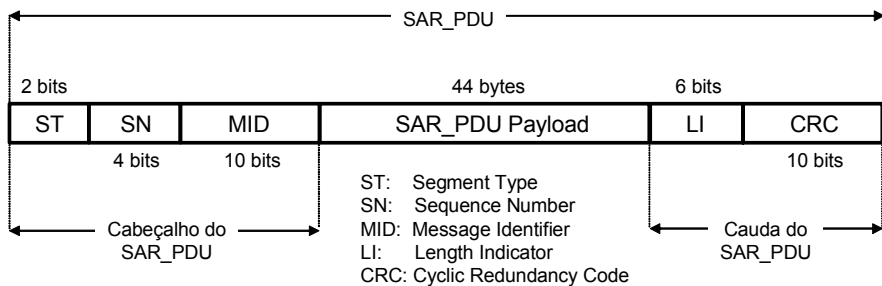 SAR_PDU
2 bits 44 bytes 6 bits
ST SN MID SAR_PDU Payload LI CRC
4 bits 10 bits 10 bits
ST: Segment Type
SN: Sequence Number
MID: Message Identifier
LI: Length Indicator
CRC: Cyclic Redundancy Code
Cabeçalho do
SAR_PDU
Cauda do
SAR_PDU